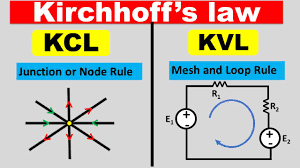 Kirchhoff's law
KCL
KVL
Junction or Node Rule
Mesh and Loop Rule
R1
R2
E1
E2